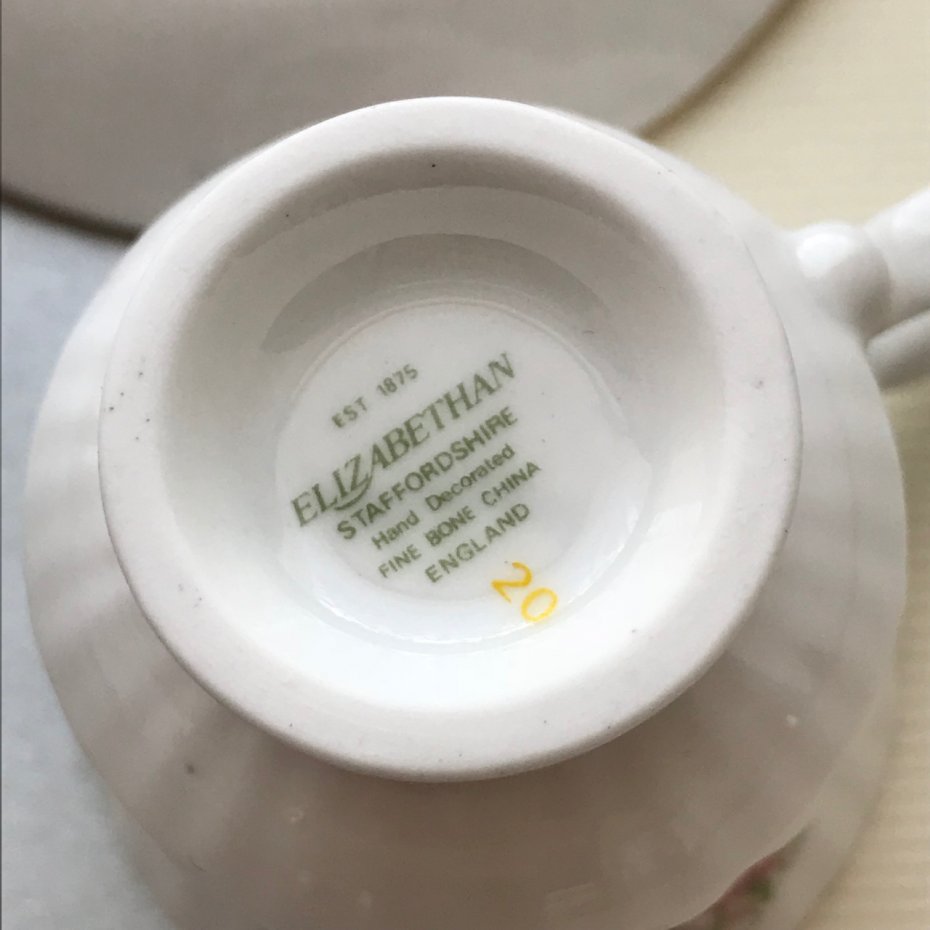 EST 1875
ELIZABETHAN
STAFFORDSHIRE
Hand Decorated
FINE BONE CHINA
ENGLAND
20